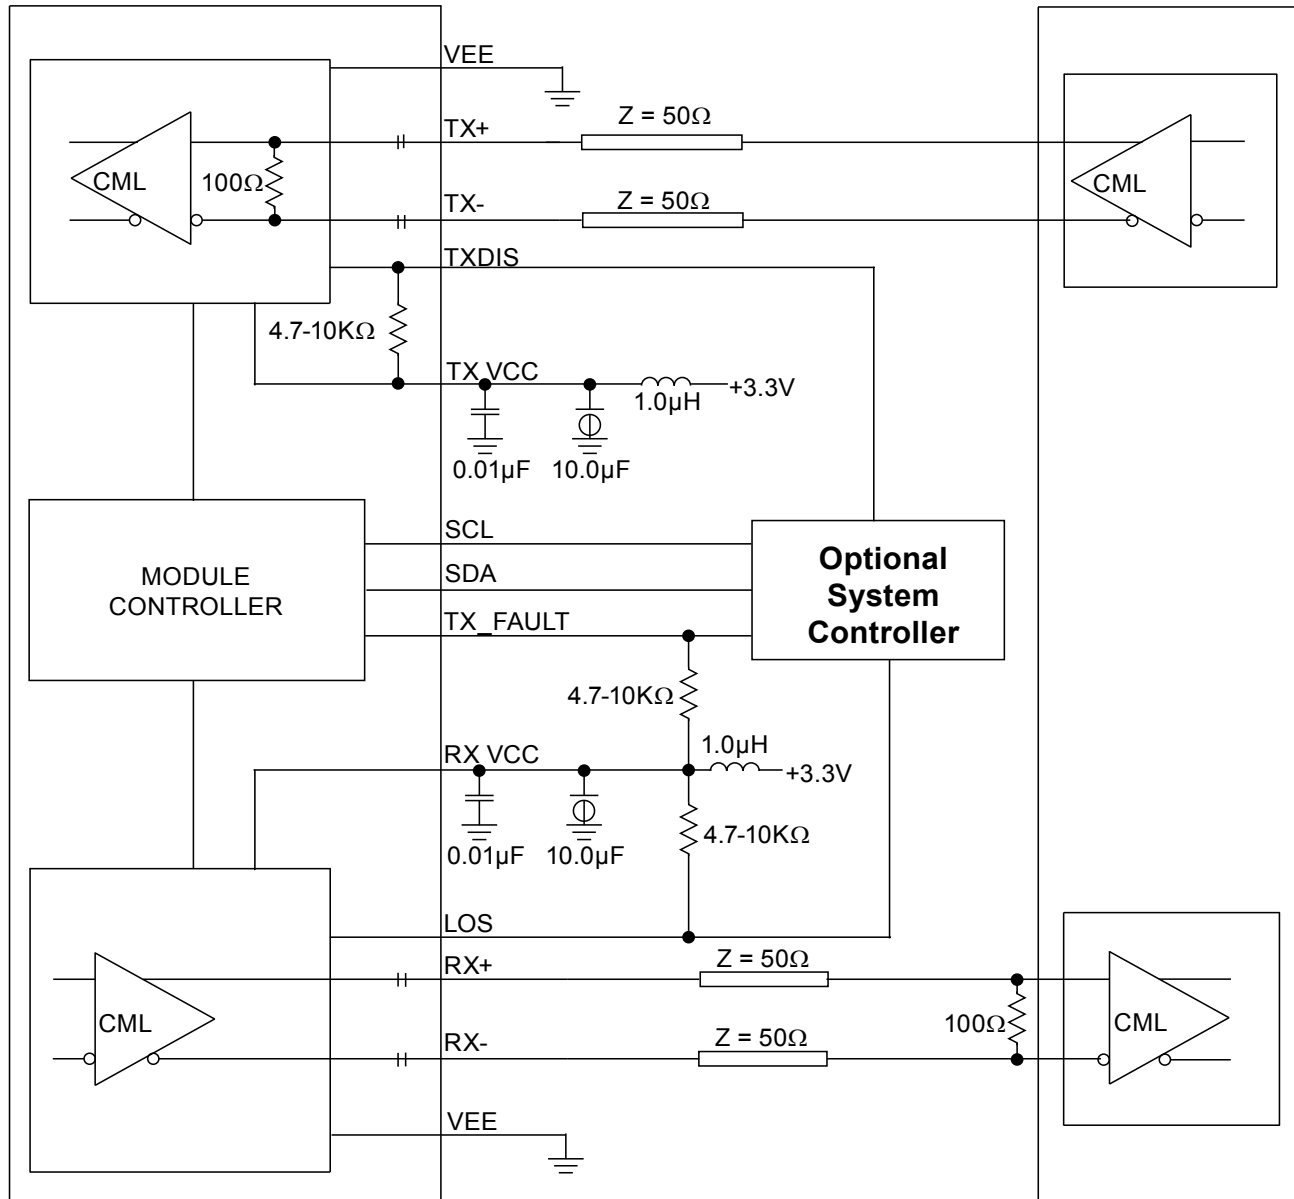 VEE
TX+
Z = 50Ω
CML
100Ω
CML
TX-
Z = 50Ω
TXDIS
4.7-10KΩ
TX VCC
1.0µH
+3.3V
0.01µF
10.0µF
SCL
MODULE
CONTROLLER
SDA
Optional
System
Controller
TX_FAULT
4.7-10KΩ
1.0µH
RX VCC
+3.3V
0.01µF
10.0µF
4.7-10KΩ
LOS
RX+
Z = 50Ω
CML
100Ω
CML
RX-
Z = 50Ω
VEE